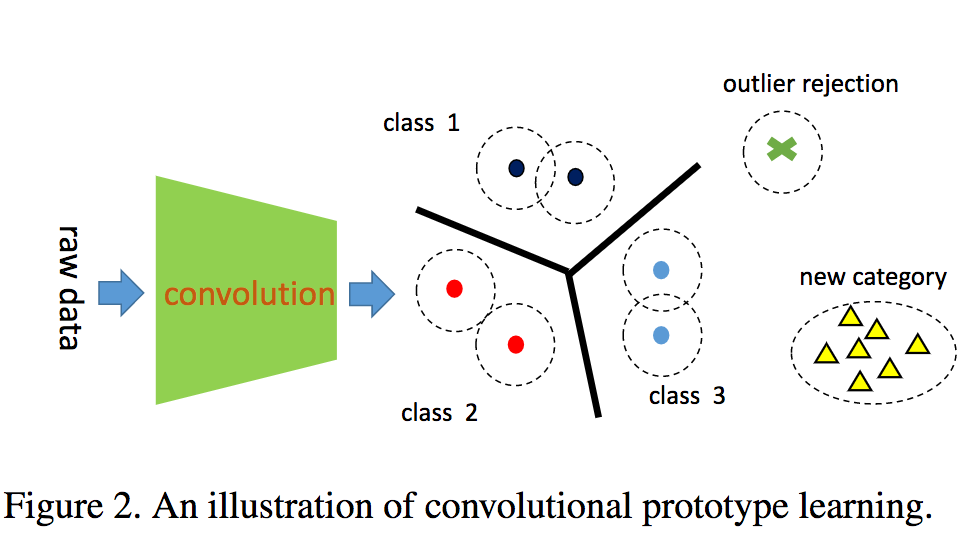 outlier rejection
class 1
raw data
convolution
new category
class 2
class 3
Figure 2. An illustration of convolutional prototype learning.